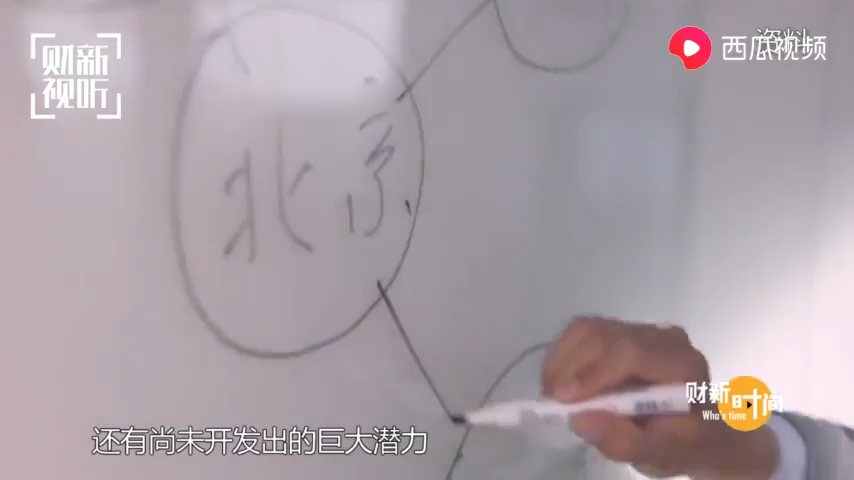 财新
视听
资料
西瓜视频
北京
财新时间
Who's time
还有尚未开发出的巨大潜力